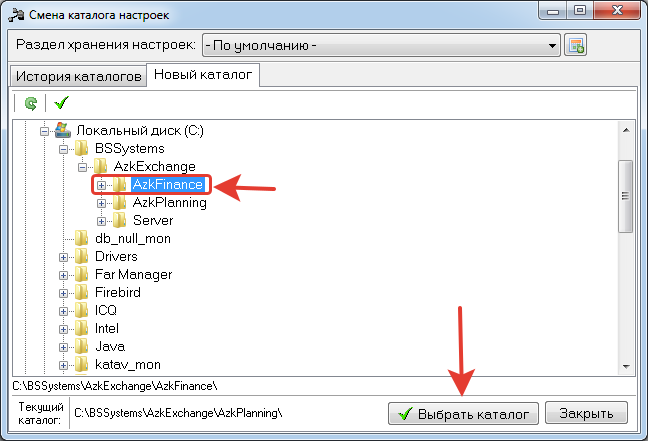 Смена каталога настроек
Раздел хранения настроек: - По умолчанию -
История каталогов Новый каталог
Локальный диск (C:)
BSSystems
AzkExchange
AzkFinance
AzkPlanning
Server
db_null_mon
Drivers
Far Manager
Firebird
ICQ
Intel
Java
katav_mon
C:\BSSystems\AzkExchange\AzkFinance\
Текущий каталог: C:\BSSystems\AzkExchange\AzkPlanning\
Выбрать каталог Закрыть